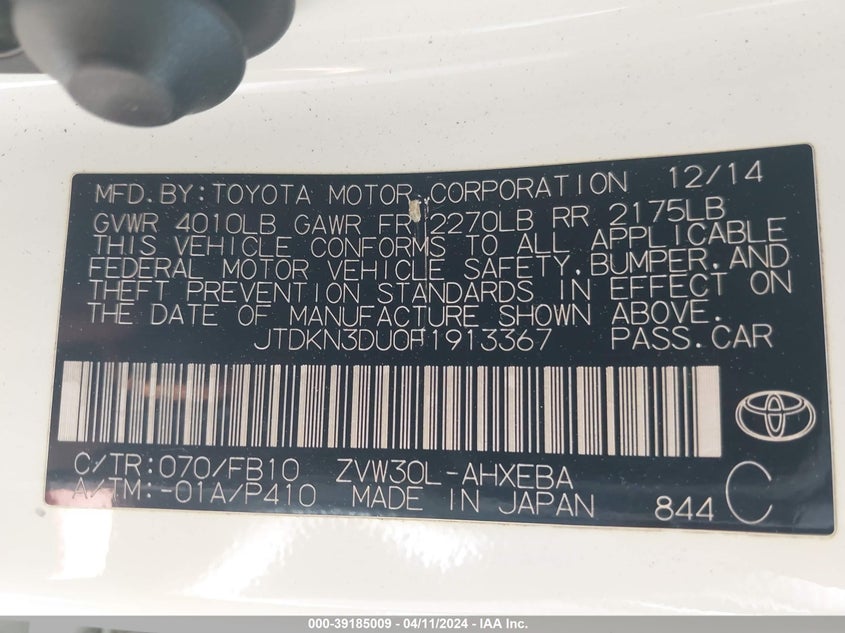 MFD.BY:TOYOTA MOTOR CORPORATION 12/14
GVWR 4010LB GAWR FR 2270LB RR 2175LB
THIS VEHICLE CONFORMS TO ALL APPLICABLE
FEDERAL MOTOR VEHICLE SAFETY,BUMPER,AND
THEFT PREVENTION STANDARDS IN EFFECT ON
THE DATE OF MANUFACTURE SHOWN ABOVE.
JTDKN3DU0F1913367 PASS.CAR
C/TR:070/FB10 ZVW30L-AHXEBA
A/TM:-01A/P410 MADE IN JAPAN 844 C
000-39185009 - 04/11/2024 - IAA Inc.